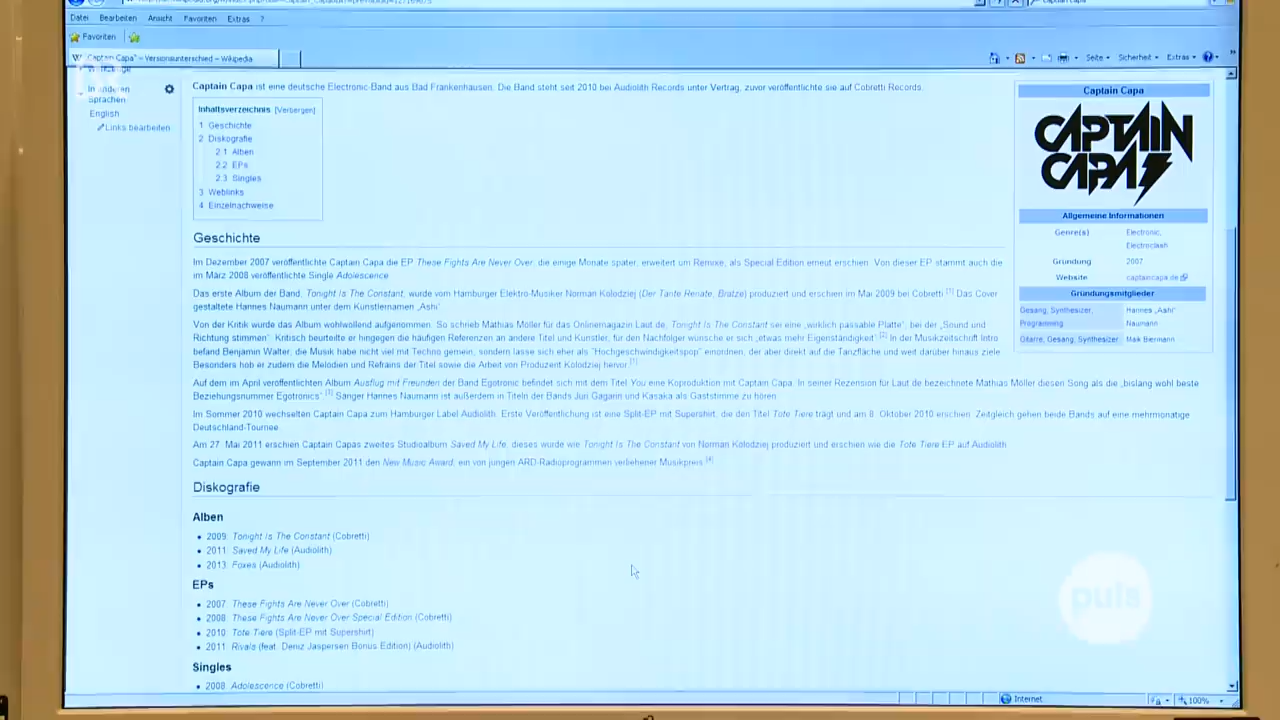 Datei Bearbeiten Ansicht Favoriten Extras ?
Favoriten
"Captain Capa" – Versionsunterschied – Wikipedia
Seite Sicherheit Extras
Werkzeuge
In anderen
Sprachen
English
Links bearbeiten
Captain Capa ist eine deutsche Electronic-Band aus Bad Frankenhausen. Die Band steht seit 2010 bei Audiolith Records unter Vertrag, zuvor veröffentlichte sie auf Cobretti Records.
Inhaltsverzeichnis [Verbergen]
1 Geschichte
2 Diskografie
2.1 Alben
2.2 EPs
2.3 Singles
3 Weblinks
4 Einzelnachweise
Captain Capa
CAPTAIN
CAPA
Allgemeine Informationen
Genre(s) Electronic,
Electroclash
Gründung 2007
Website captaincapa.de
Gründungsmitglieder
Gesang, Synthesizer, Hannes „Ashi“
Programming Naumann
Gitarre, Gesang, Synthesizer Maik Biermann
Geschichte
Im Dezember 2007 veröffentlichte Captain Capa die EP These Fights Are Never Over, die einige Monate später, erweitert um Remixe, als Special Edition erneut erschien. Von dieser EP stammt auch die
im März 2008 veröffentlichte Single Adolescence
Das erste Album der Band, Tonight Is The Constant, wurde vom Hamburger Elektro-Musiker Norman Kolodziej (Der Tante Renate, Bratze) produziert und erschien im Mai 2009 bei Cobretti [1] Das Cover
gestaltete Hannes Naumann unter dem Künstlernamen „Ashi“
Von der Kritik wurde das Album wohlwollend aufgenommen. So schrieb Mathias Möller für das Onlinemagazin Laut.de, Tonight Is The Constant sei eine „wirklich passable Platte“, bei der „Sound und
Richtung stimmen“ Kritisch beurteilte er hingegen die häufigen Referenzen an andere Titel und Künstler, für den Nachfolger wünsche er sich „etwas mehr Eigenständigkeit“ [2] In der Musikzeitschrift Intro
befand Benjamin Walter, die Musik habe nicht viel mit Techno gemein, sondern lasse sich eher als "Hochgeschwindigkeitspop" einordnen, der aber direkt auf die Tanzfläche und weit darüber hinaus ziele
Besonders hob er zudem die Melodien und Refrains der Titel sowie die Arbeit von Produzent Kolodziej hervor [1]
Auf dem im April veröffentlichten Album Ausflug mit Freunden der Band Egotronic befindet sich mit dem Titel You eine Koproduktion mit Captain Capa. In seiner Rezension für Laut.de bezeichnete Mathias Möller diesen Song als die „bislang wohl beste
Beziehungsnummer Egotronics“ [3] Sänger Hannes Naumann ist außerdem in Titeln der Bands Juri Gagarin und Kasaka als Gaststimme zu hören
Im Sommer 2010 wechselten Captain Capa zum Hamburger Label Audiolith. Erste Veröffentlichung ist eine Split-EP mit Supershirt, die den Titel Tote Tiere trägt und am 8. Oktober 2010 erschien. Zeitgleich gehen beide Bands auf eine mehrmonatige
Deutschland-Tournee.
Am 27. Mai 2011 erschien Captain Capas zweites Studioalbum Saved My Life, dieses wurde wie Tonight Is The Constant von Norman Kolodziej produziert und erschien wie die Tote Tiere EP auf Audiolith
Captain Capa gewann im September 2011 den New Music Award, ein von jungen ARD-Radioprogrammen verliehener Musikpreis [4]
Diskografie
Alben
2009: Tonight Is The Constant (Cobretti)
2011: Saved My Life (Audiolith)
2013: Foxes (Audiolith)
EPs
2007: These Fights Are Never Over (Cobretti)
2008: These Fights Are Never Over Special Edition (Cobretti)
2010: Tote Tiere (Split-EP mit Supershirt)
2011: Rivals (feat. Deniz Jaspersen Bonus Edition) (Audiolith)
Singles
2008: Adolescence (Cobretti)
puls
Internet
100%